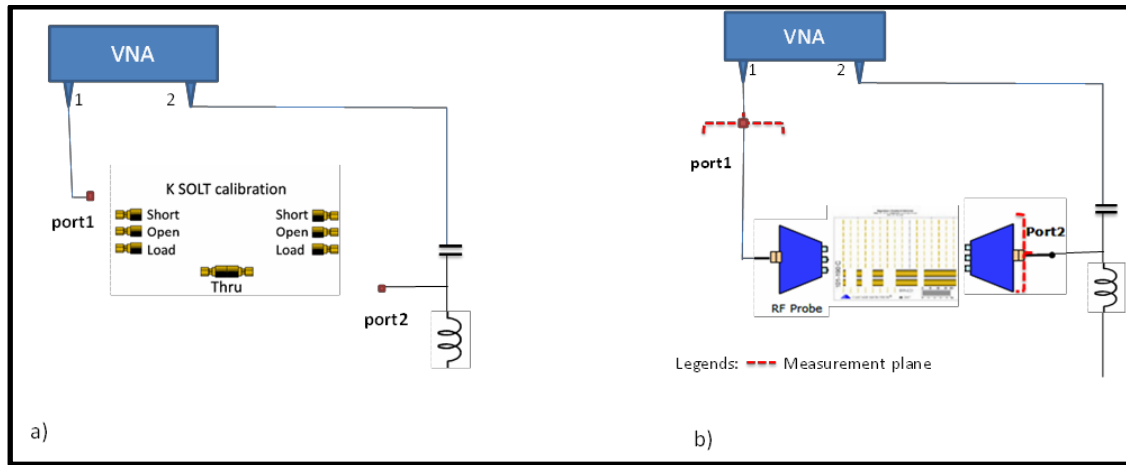 VNA
1
2
K SOLT calibration
port1
Short
Open
Load
Short
Open
Load
Thru
port2
a)
VNA
1
2
port1
Port2
RF Probe
Legends: Measurement plane
b)